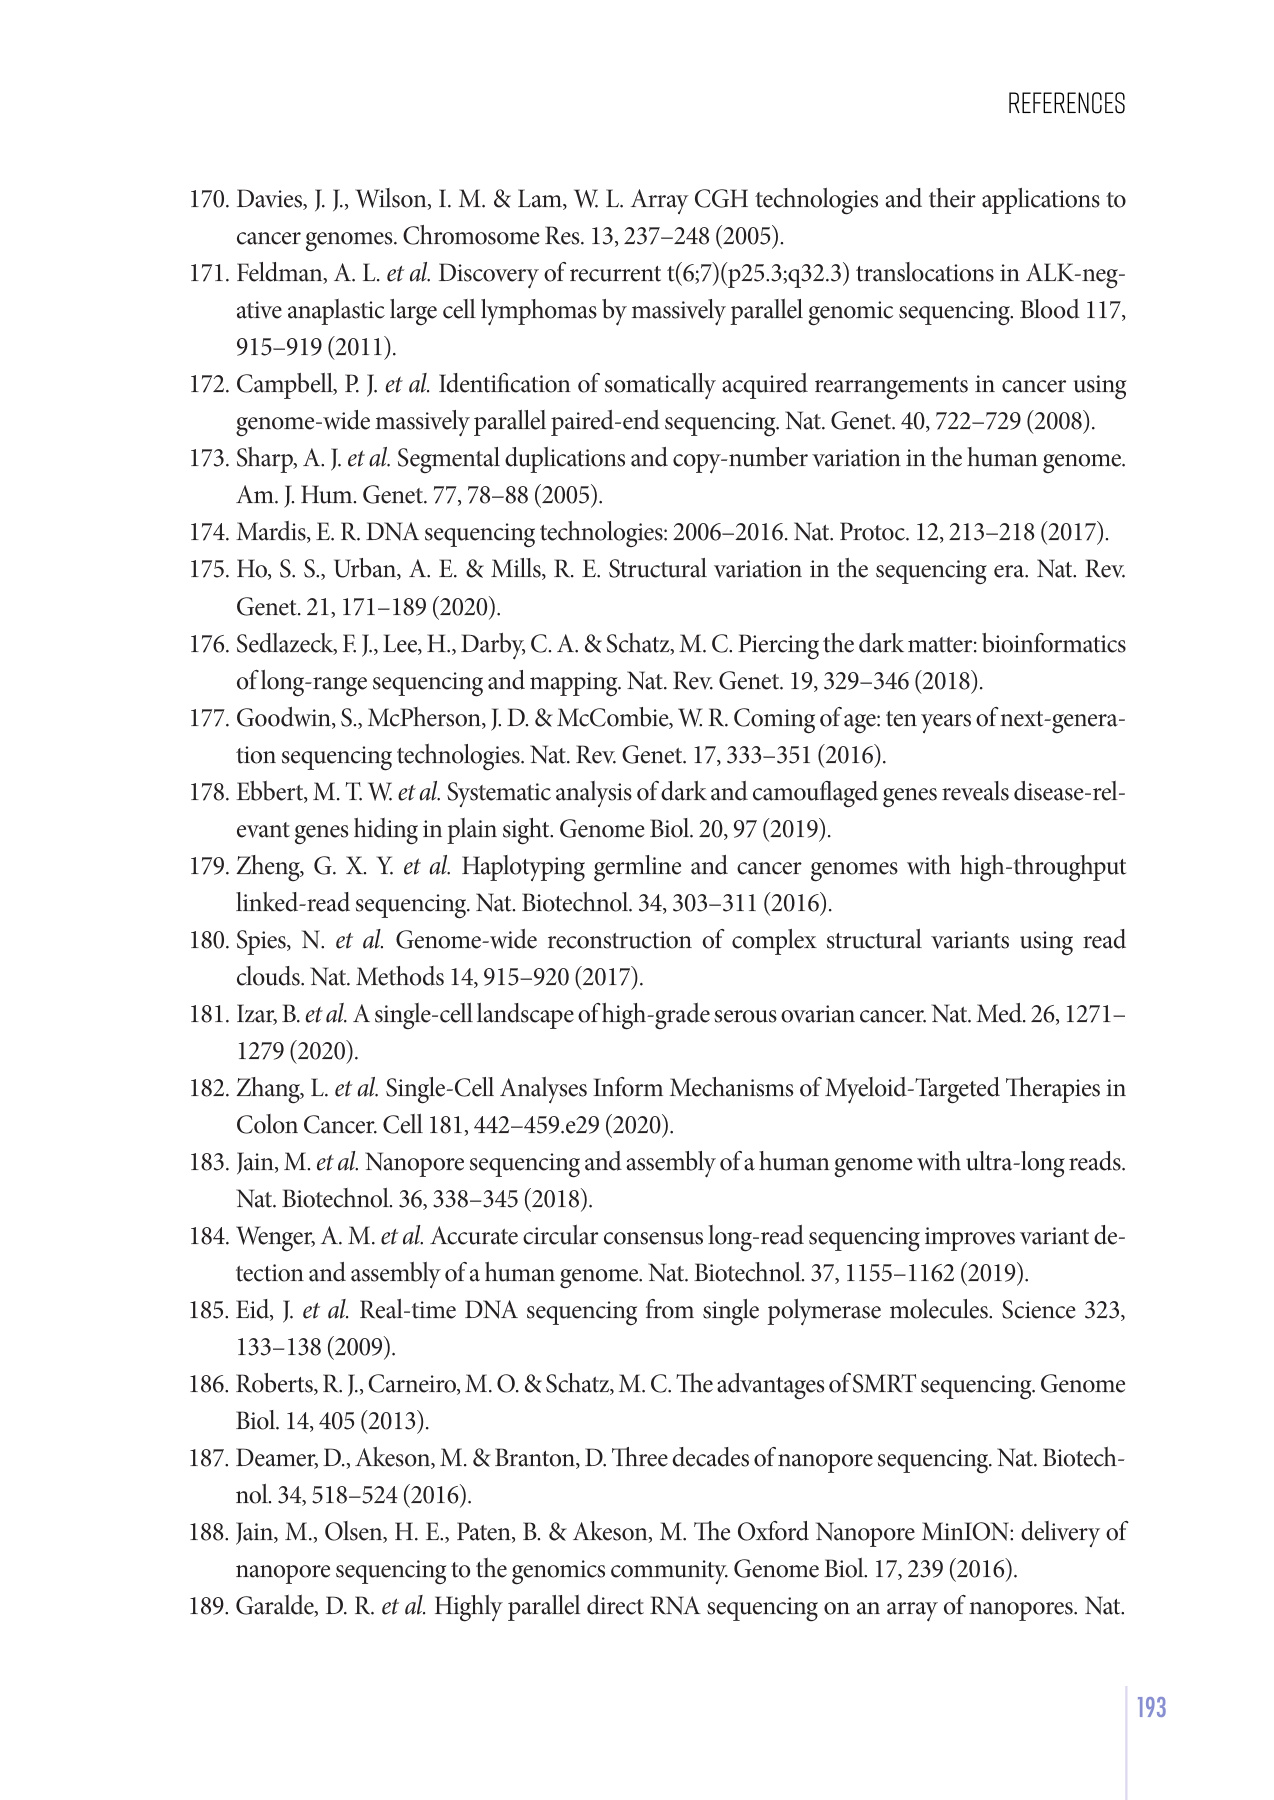 REFERENCES
170. Davies, J. J., Wilson, I. M. & Lam, W. L. Array CGH technologies and their applications to
cancer genomes. Chromosome Res. 13, 237–248 (2005).
171. Feldman, A. L. et al. Discovery of recurrent t(6;7)(p25.3;q32.3) translocations in ALK-neg-
ative anaplastic large cell lymphomas by massively parallel genomic sequencing. Blood 117,
915–919 (2011).
172. Campbell, P. J. et al. Identification of somatically acquired rearrangements in cancer using
genome-wide massively parallel paired-end sequencing. Nat. Genet. 40, 722–729 (2008).
173. Sharp, A. J. et al. Segmental duplications and copy-number variation in the human genome.
Am. J. Hum. Genet. 77, 78–88 (2005).
174. Mardis, E. R. DNA sequencing technologies: 2006–2016. Nat. Protoc. 12, 213–218 (2017).
175. Ho, S. S., Urban, A. E. & Mills, R. E. Structural variation in the sequencing era. Nat. Rev.
Genet. 21, 171–189 (2020).
176. Sedlazeck, F. J., Lee, H., Darby, C. A. & Schatz, M. C. Piercing the dark matter: bioinformatics
of long-range sequencing and mapping. Nat. Rev. Genet. 19, 329–346 (2018).
177. Goodwin, S., McPherson, J. D. & McCombie, W. R. Coming of age: ten years of next-genera-
tion sequencing technologies. Nat. Rev. Genet. 17, 333–351 (2016).
178. Ebbert, M. T. W. et al. Systematic analysis of dark and camouflaged genes reveals disease-rel-
evant genes hiding in plain sight. Genome Biol. 20, 97 (2019).
179. Zheng, G. X. Y. et al. Haplotyping germline and cancer genomes with high-throughput
linked-read sequencing. Nat. Biotechnol. 34, 303–311 (2016).
180. Spies, N. et al. Genome-wide reconstruction of complex structural variants using read
clouds. Nat. Methods 14, 915–920 (2017).
181. Izar, B. et al. A single-cell landscape of high-grade serous ovarian cancer. Nat. Med. 26, 1271–
1279 (2020).
182. Zhang, L. et al. Single-Cell Analyses Inform Mechanisms of Myeloid-Targeted Therapies in
Colon Cancer. Cell 181, 442–459.e29 (2020).
183. Jain, M. et al. Nanopore sequencing and assembly of a human genome with ultra-long reads.
Nat. Biotechnol. 36, 338–345 (2018).
184. Wenger, A. M. et al. Accurate circular consensus long-read sequencing improves variant de-
tection and assembly of a human genome. Nat. Biotechnol. 37, 1155–1162 (2019).
185. Eid, J. et al. Real-time DNA sequencing from single polymerase molecules. Science 323,
133–138 (2009).
186. Roberts, R. J., Carneiro, M. O. & Schatz, M. C. The advantages of SMRT sequencing. Genome
Biol. 14, 405 (2013).
187. Deamer, D., Akeson, M. & Branton, D. Three decades of nanopore sequencing. Nat. Biotech-
nol. 34, 518–524 (2016).
188. Jain, M., Olsen, H. E., Paten, B. & Akeson, M. The Oxford Nanopore MinION: delivery of
nanopore sequencing to the genomics community. Genome Biol. 17, 239 (2016).
189. Garalde, D. R. et al. Highly parallel direct RNA sequencing on an array of nanopores. Nat.
193